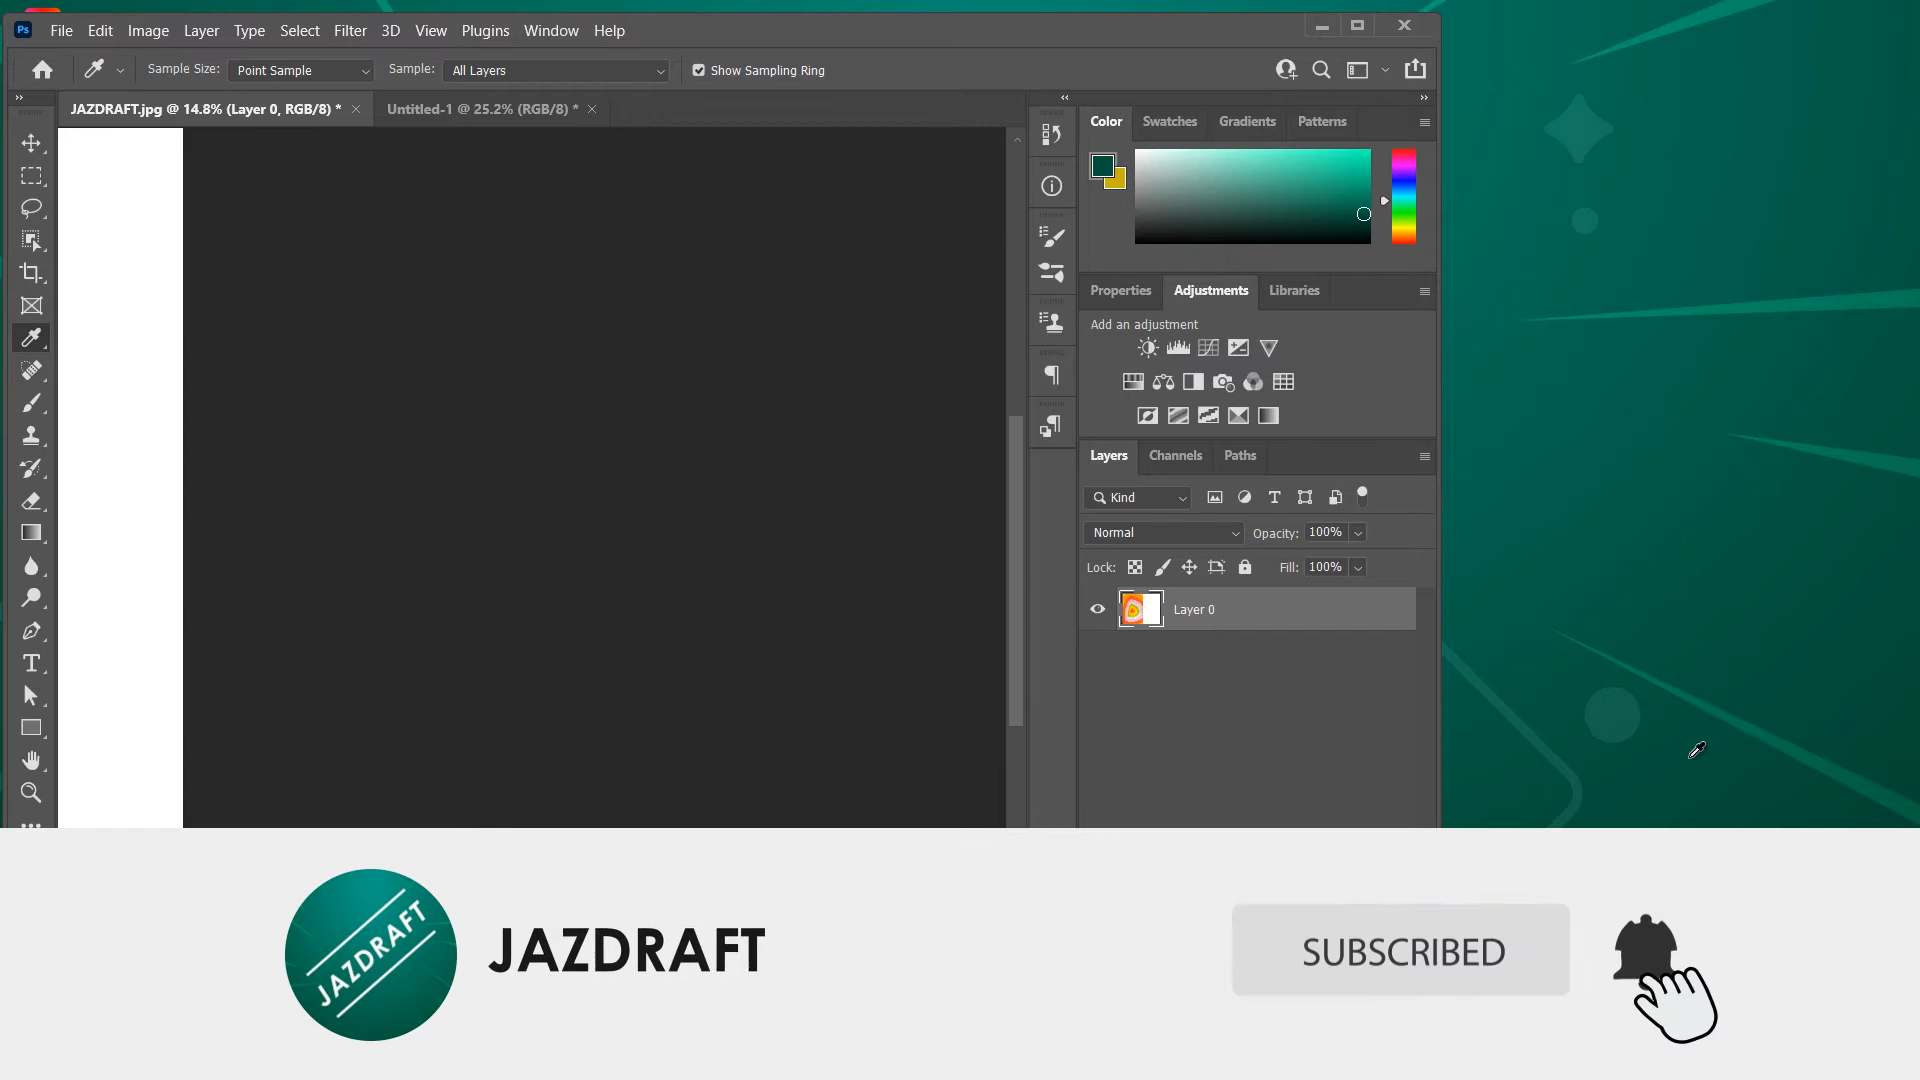 Ps File Edit Image Layer Type Select Filter 3D View Plugins Window Help
Sample Size: Point Sample Sample: All Layers Show Sampling Ring
JAZDRAFT.jpg @ 14.8% (Layer 0, RGB/8) * Untitled-1 @ 25.2% (RGB/8) *
Color Swatches Gradients Patterns
Properties Adjustments Libraries
Add an adjustment
Layers Channels Paths
Kind
Normal Opacity: 100%
Lock: Fill: 100%
Layer 0
JAZDRAFT
JAZDRAFT
SUBSCRIBED